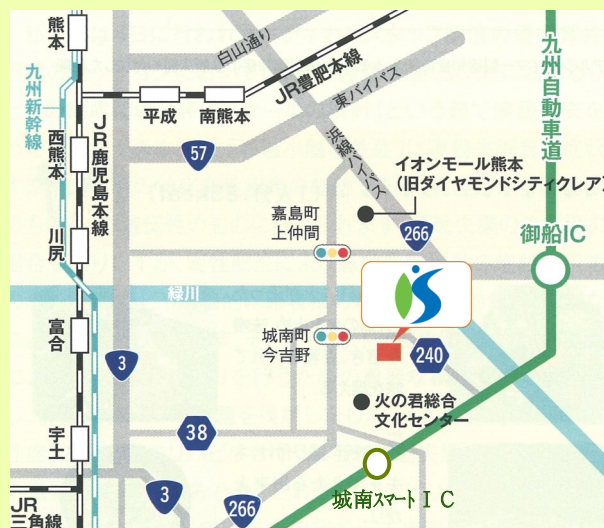 熊本
白山通り
九州自動車道
JR豊肥本線
平成
南熊本
東バイパス
九州新幹線
JR鹿児島本線
西熊本
57
浜線バイパス
イオンモール熊本
（旧ダイヤモンドシティクレア）
嘉島町
上仲間
266
川尻
御船IC
緑川
富合
城南町
今吉野
3
240
火の君総合
文化センター
38
宇土
3
266
城南スマートIC
JR
三角線